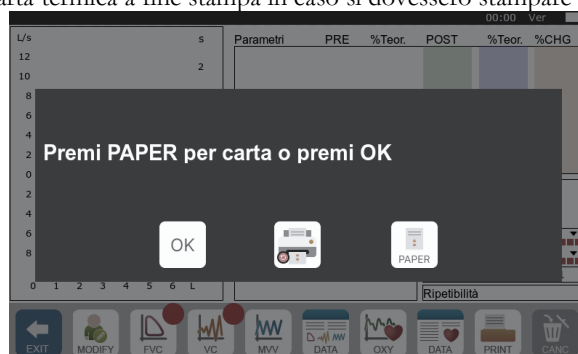 carta termica a fine stampa in caso si dovessero stampare
00:00 Ver
L/s s Parametri PRE %Teor. POST %Teor. %CHG
12
2
10
8
6
4
2
0
2
4
6
8
Premi PAPER per carta o premi OK
OK
PAPER
0 1 2 3 4 5 6 L
Ripetibilità
EXIT MODIFY FVC VC MVV DATA OXY DATA PRINT CANC